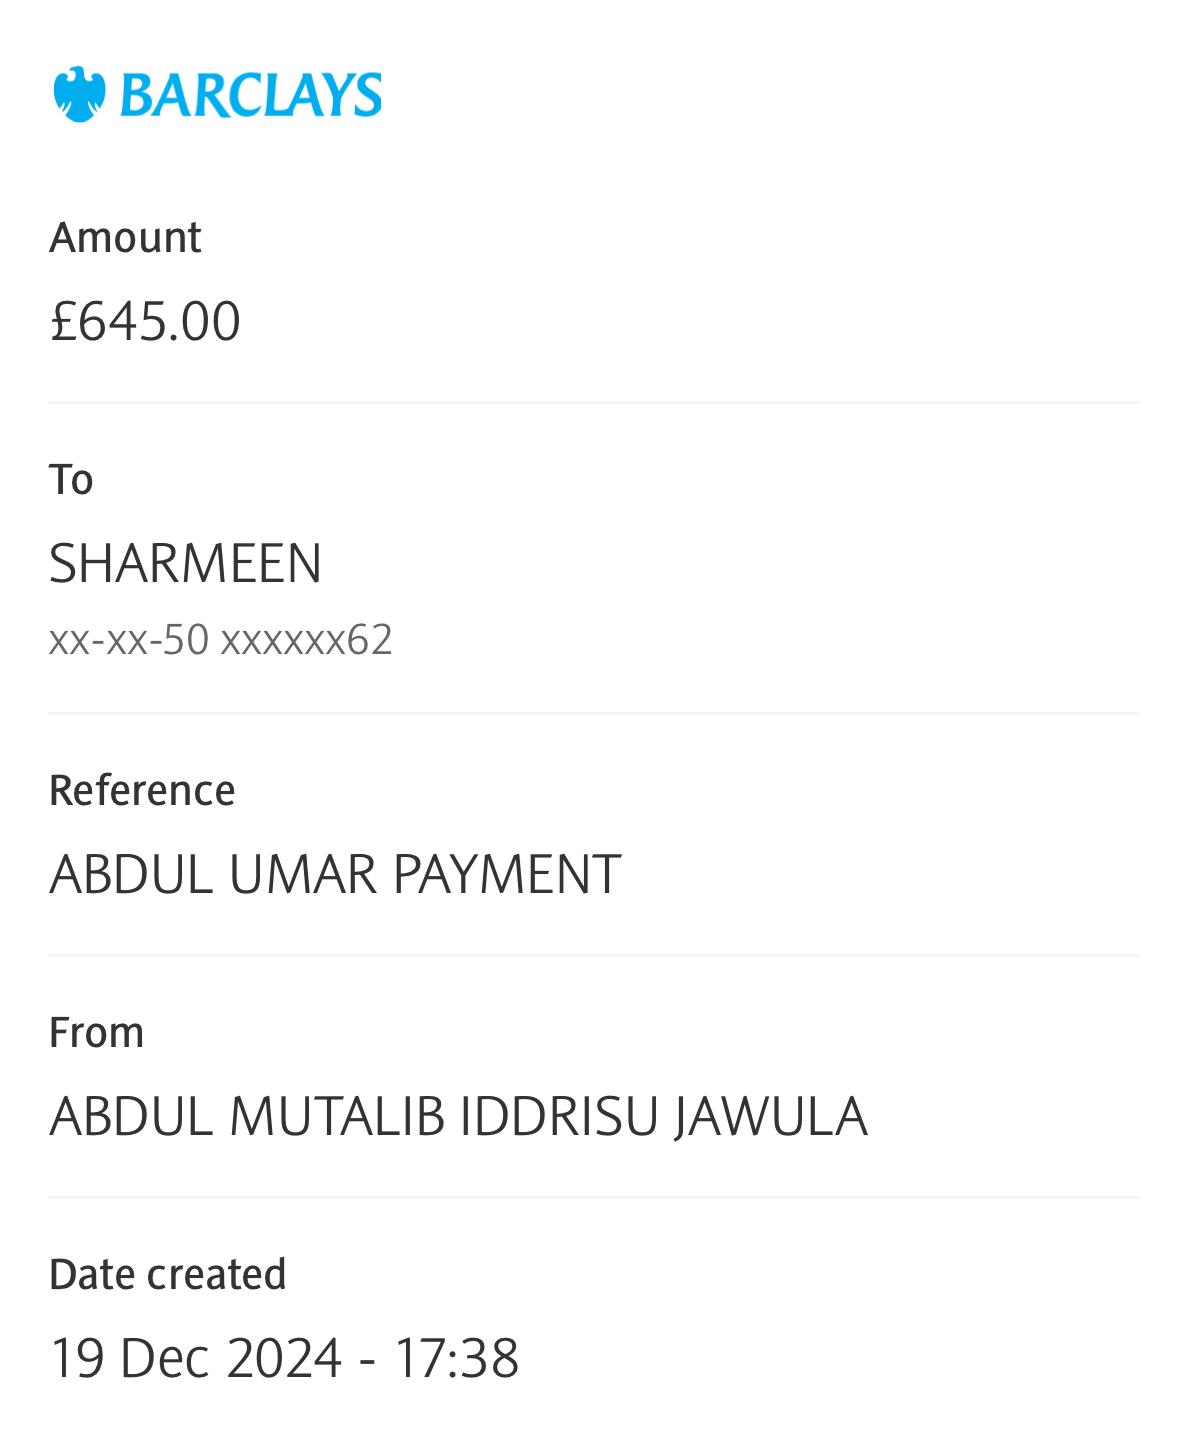 BARCLAYS
Amount
£645.00
To
SHARMEEN
xx-xx-50 xxxxxx62
Reference
ABDUL UMAR PAYMENT
From
ABDUL MUTALIB IDDRISU JAWULA
Date created
19 Dec 2024 - 17:38